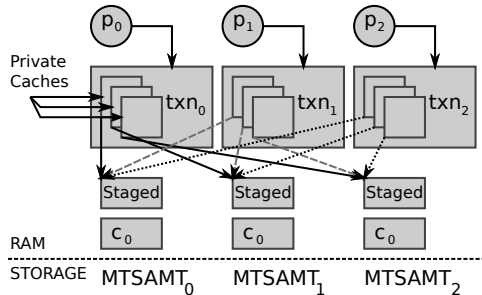 p0 p1 p2
Private
Caches
txn0 txn1 txn2
Staged Staged Staged
c0 c0 c0
RAM
STORAGE MTSAMT0 MTSAMT1 MTSAMT2